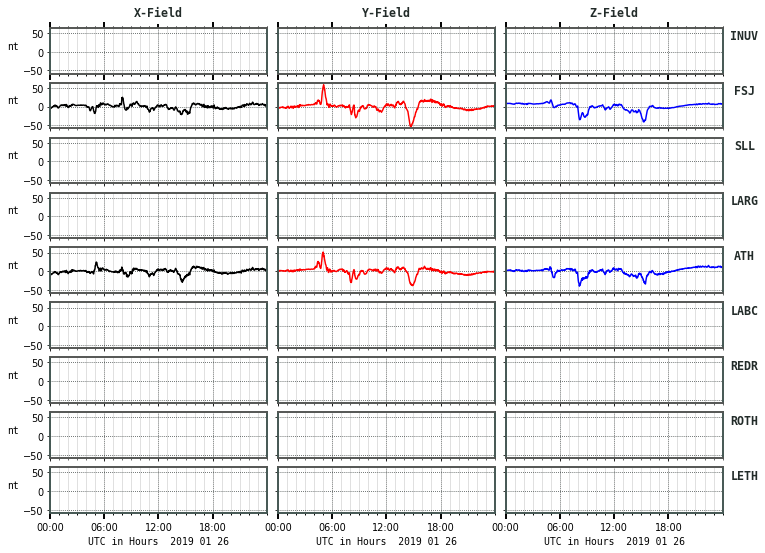 X-Field Y-Field Z-Field
50
0
−50
nt
INUV
50
0
−50
nt
FSJ
50
0
−50
nt
SLL
50
0
−50
nt
LARG
50
0
−50
nt
ATH
50
0
−50
nt
LABC
50
0
−50
nt
REDR
50
0
−50
nt
ROTH
50
0
−50
nt
LETH
00:00 06:00 12:00 18:00 00:00 06:00 12:00 18:00 00:00 06:00 12:00 18:00
UTC in Hours 2019 01 26 UTC in Hours 2019 01 26 UTC in Hours 2019 01 26